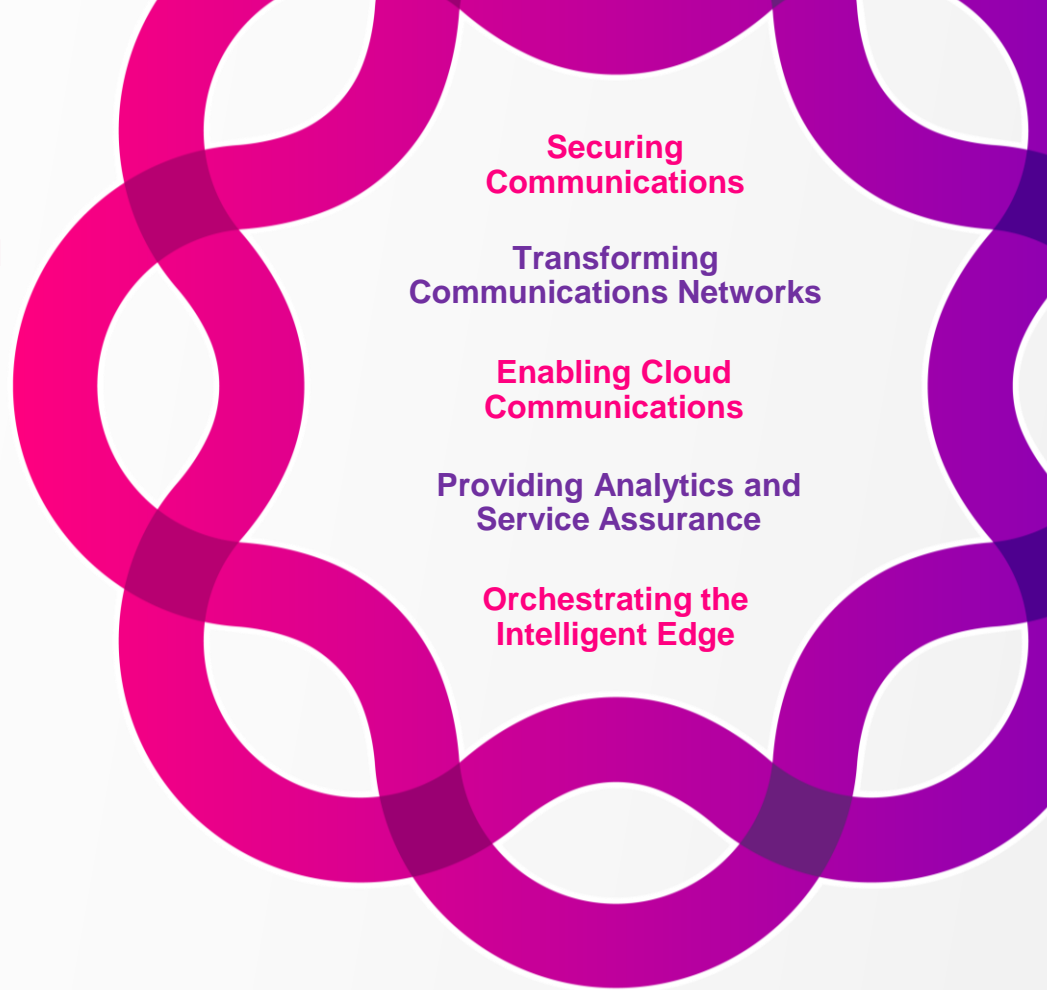 Securing
Communications
Transforming
Communications Networks
Enabling Cloud
Communications
Providing Analytics and
Service Assurance
Orchestrating the
Intelligent Edge